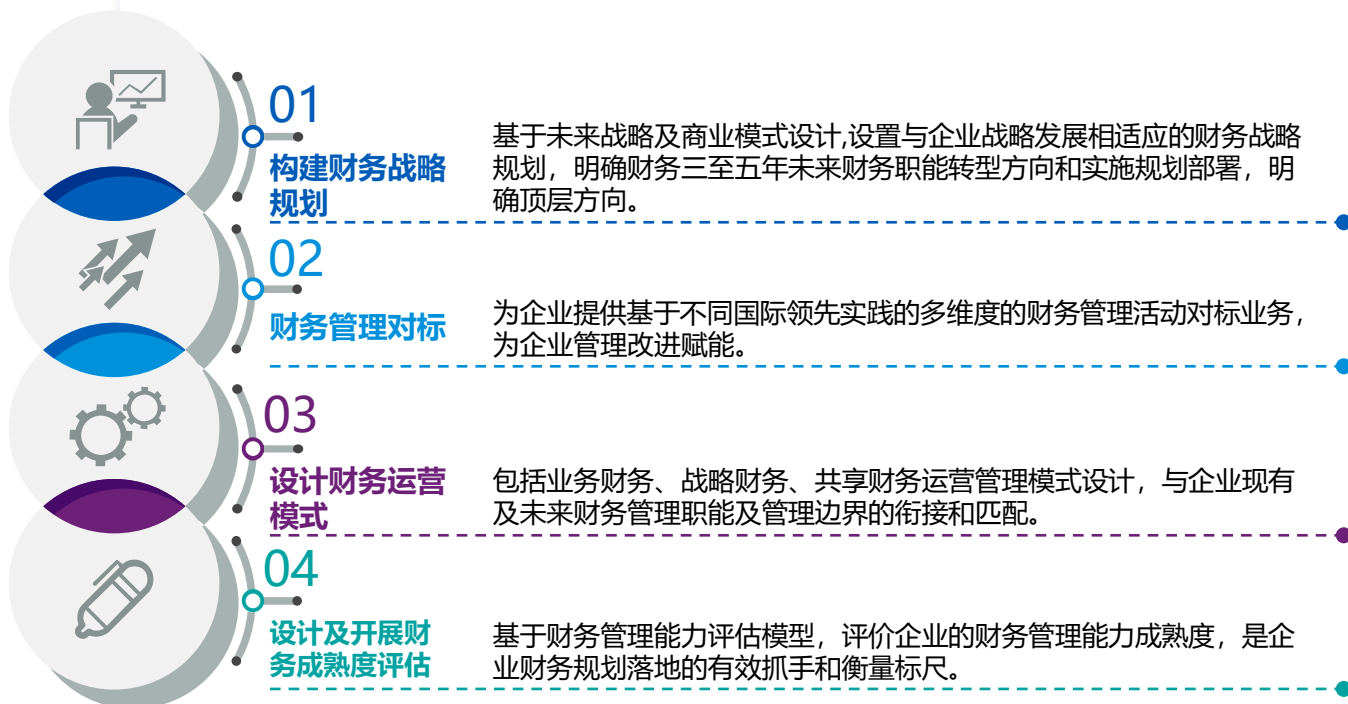 01
构建财务战略
规划
基于未来战略及商业模式设计,设置与企业战略发展相适应的财务战略
规划，明确财务三至五年未来财务职能转型方向和实施规划部署，明
确顶层方向。
02
财务管理对标
为企业提供基于不同国际领先实践的多维度的财务管理活动对标业务，
为企业管理改进赋能。
03
设计财务运营
模式
包括业务财务、战略财务、共享财务运营管理模式设计，与企业现有
及未来财务管理职能及管理边界的衔接和匹配。
04
设计及开展财
务成熟度评估
基于财务管理能力评估模型，评价企业的财务管理能力成熟度，是企
业财务规划落地的有效抓手和衡量标尺。